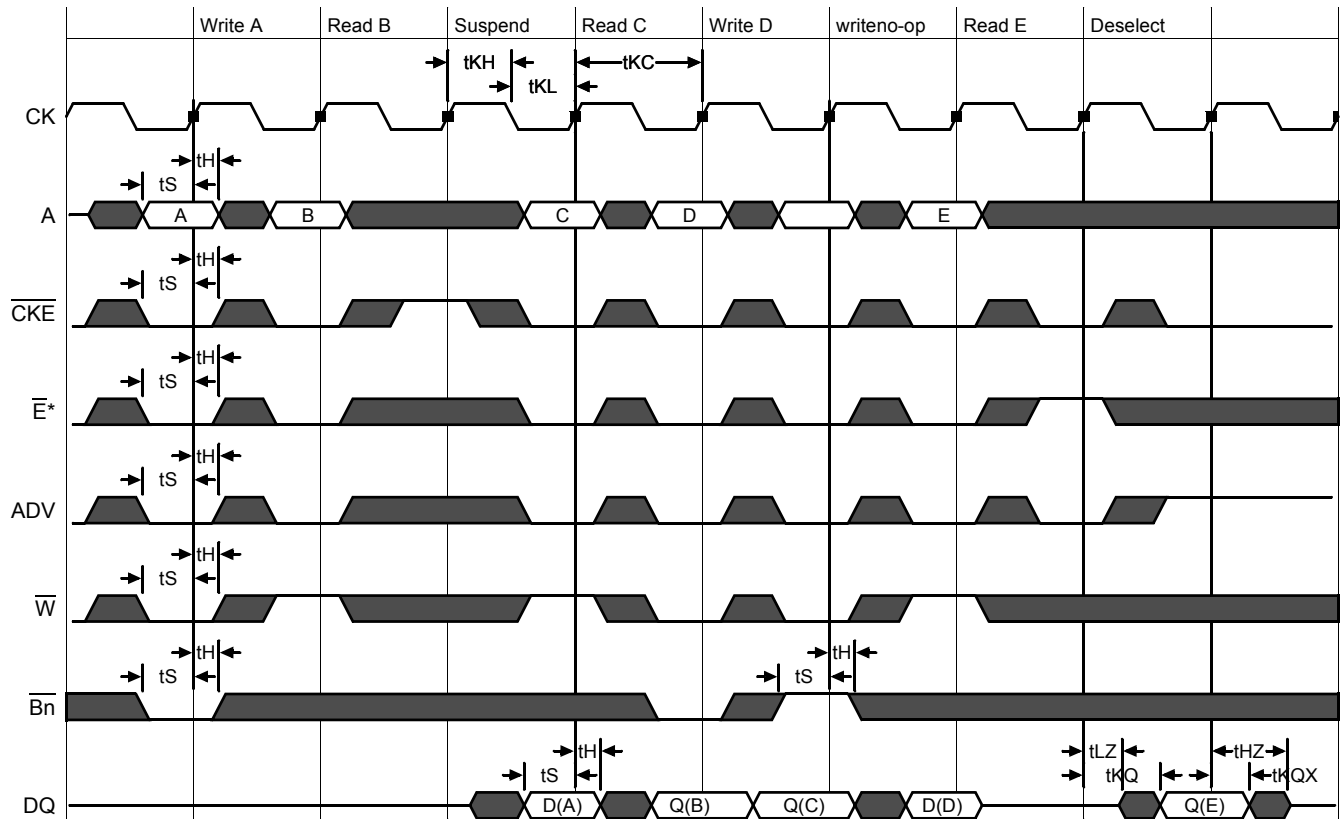 Write A Read B Suspend Read C Write D writeno-op Read E Deselect
tKH tKC
tKL
CK
tH
tS
A A B C D E
tH
tS
CKE
tH
tS
E*
tH
tS
ADV
tH
tS
W
tH tH
tS tS
Bn
tH tLZ tHZ
tS tKQ tKQX
DQ D(A) Q(B) Q(C) D(D) Q(E)